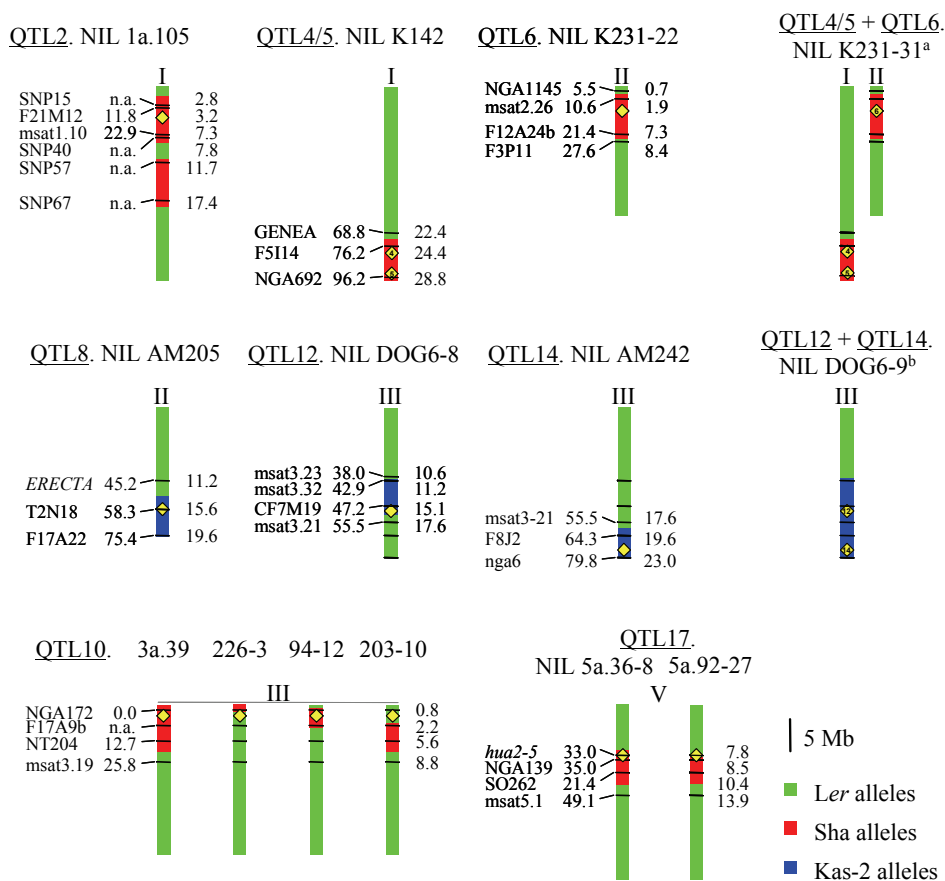 QTL2. NIL 1a.105
I
SNP15 n.a. 2.8
F21M12 11.8 3.2
msat1.10 22.9 7.3
SNP40 n.a. 7.8
SNP57 n.a. 11.7
SNP67 n.a. 17.4
QTL4/5. NIL K142
I
GENEA 68.8 22.4
F5I14 76.2 24.4
4
NGA692 96.2 28.8
QTL6. NIL K231-22
II
NGA1145 5.5 0.7
msat2.26 10.6 1.9
F12A24b 21.4 7.3
F3P11 27.6 8.4
QTL4/5 + QTL6.
NIL K231-31a
I II
6
4
QTL8. NIL AM205
II
ERECTA 45.2 11.2
T2N18 58.3 15.6
F17A22 75.4 19.6
QTL12. NIL DOG6-8
III
msat3.23 38.0 10.6
msat3.32 42.9 11.2
CF7M19 47.2 15.1
msat3.21 55.5 17.6
QTL14. NIL AM242
III
msat3-21 55.5 17.6
F8J2 64.3 19.6
nga6 79.8 23.0
QTL12 + QTL14.
NIL DOG6-9b
III
12
14
QTL10. 3a.39 226-3 94-12 203-10
III
NGA172 0.0 0.8
F17A9b n.a. 2.2
NT204 12.7 5.6
msat3.19 25.8 8.8
QTL17.
NIL 5a.36-8 5a.92-27
V
hua2-5 33.0 7.8
NGA139 35.0 8.5
SO262 21.4 10.4
msat5.1 49.1 13.9
5 Mb
Ler alleles
Sha alleles
Kas-2 alleles